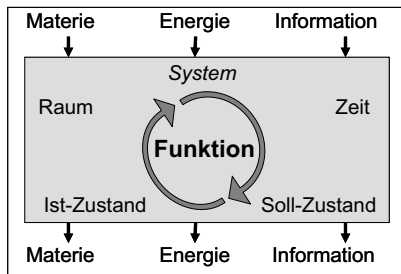 Materie Energie Information
System
Raum Zeit
Funktion
Ist-Zustand Soll-Zustand
Materie Energie Information